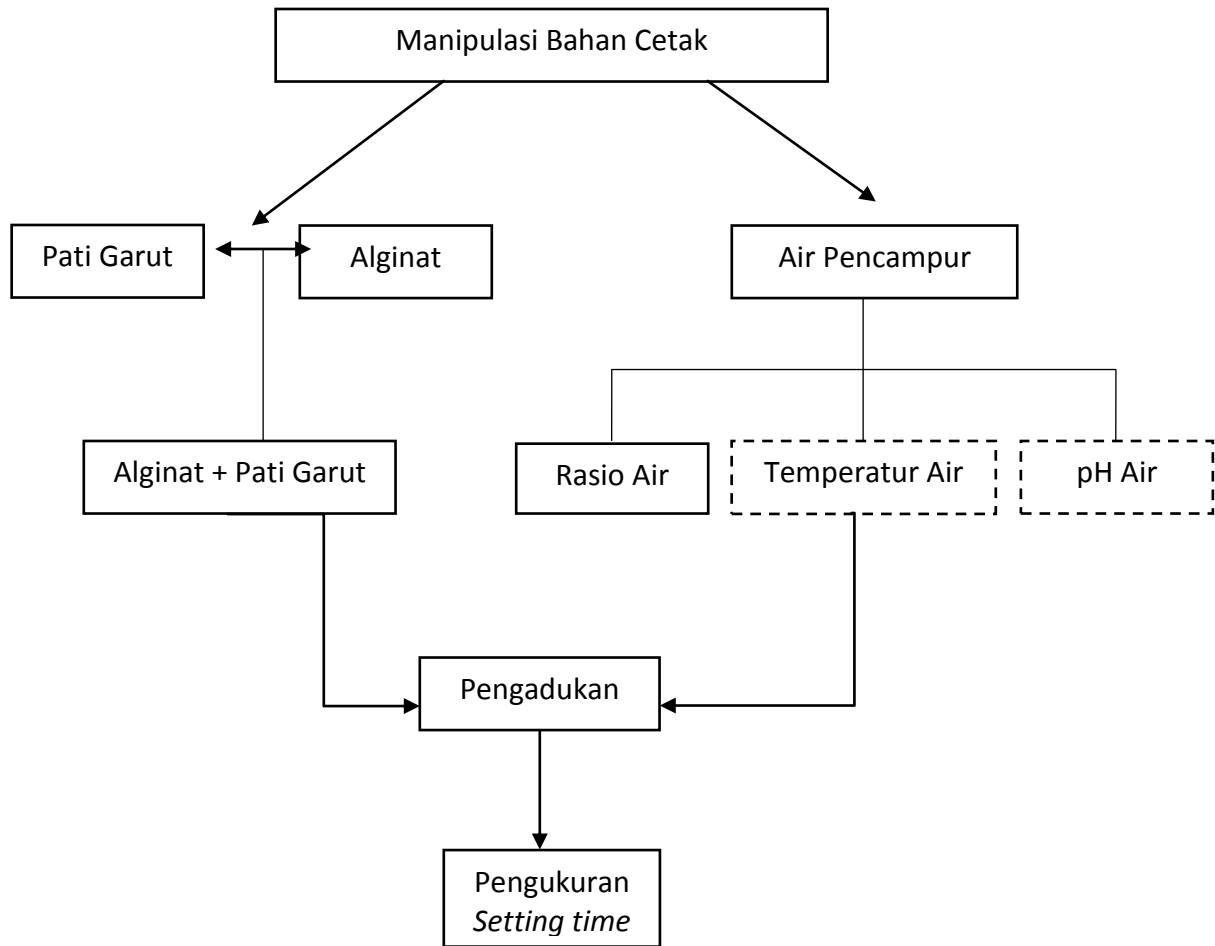 Manipulasi Bahan Cetak
Pati Garut
Alginat
Air Pencampur
Alginat + Pati Garut
Rasio Air
Temperatur Air
pH Air
Pengadukan
Pengukuran
Setting time